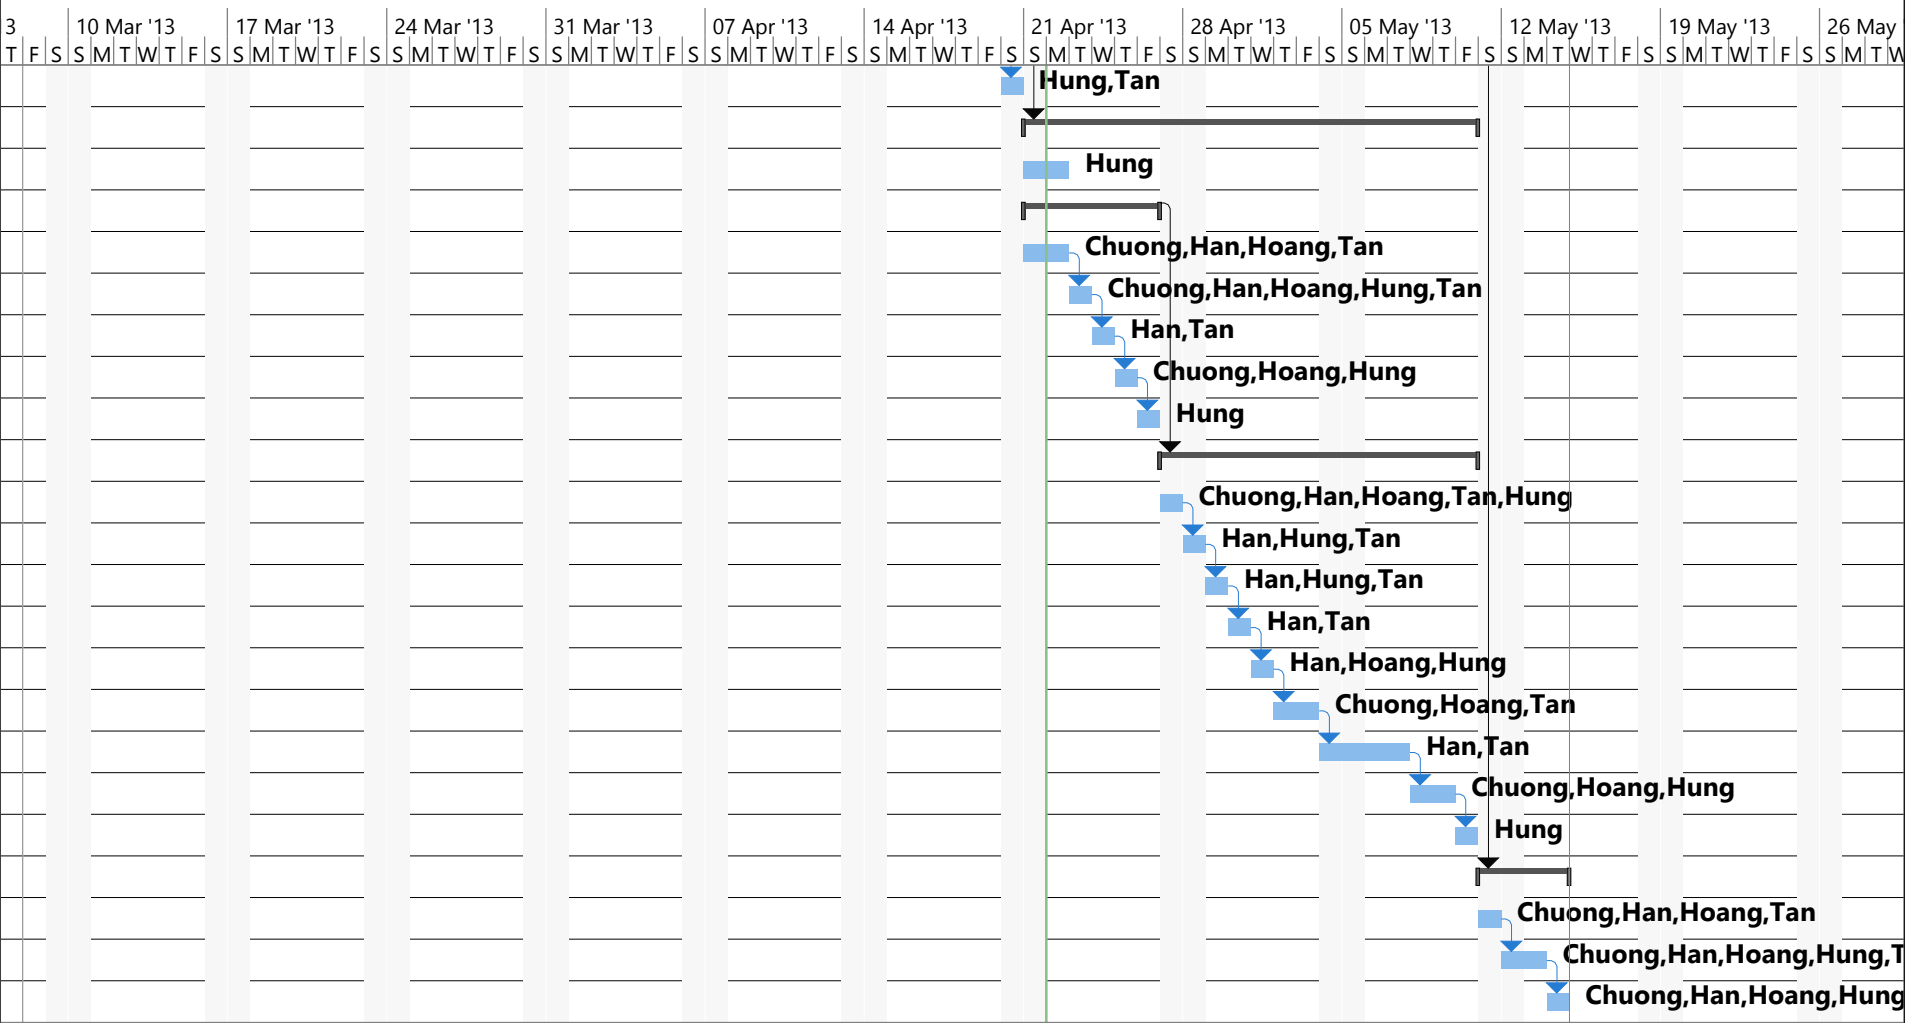 3 10 Mar '13 17 Mar '13 24 Mar '13 31 Mar '13 07 Apr '13 14 Apr '13 21 Apr '13 28 Apr '13 05 May '13 12 May '13 19 May '13 26 May
T F S S M T W T F S S M T W T F S S M T W T F S S M T W T F S S M T W T F S S M T W T F S S M T W T F S S M T W T F S S M T W T F S S M T W T F S S M T W T F S S M T W
Hung,Tan
Hung
Chuong,Han,Hoang,Tan
Chuong,Han,Hoang,Hung,Tan
Han,Tan
Chuong,Hoang,Hung
Hung
Chuong,Han,Hoang,Tan,Hung
Han,Hung,Tan
Han,Hung,Tan
Han,Tan
Han,Hoang,Hung
Chuong,Hoang,Tan
Han,Tan
Chuong,Hoang,Hung
Hung
Chuong,Han,Hoang,Tan
Chuong,Han,Hoang,Hung,T
Chuong,Han,Hoang,Hung